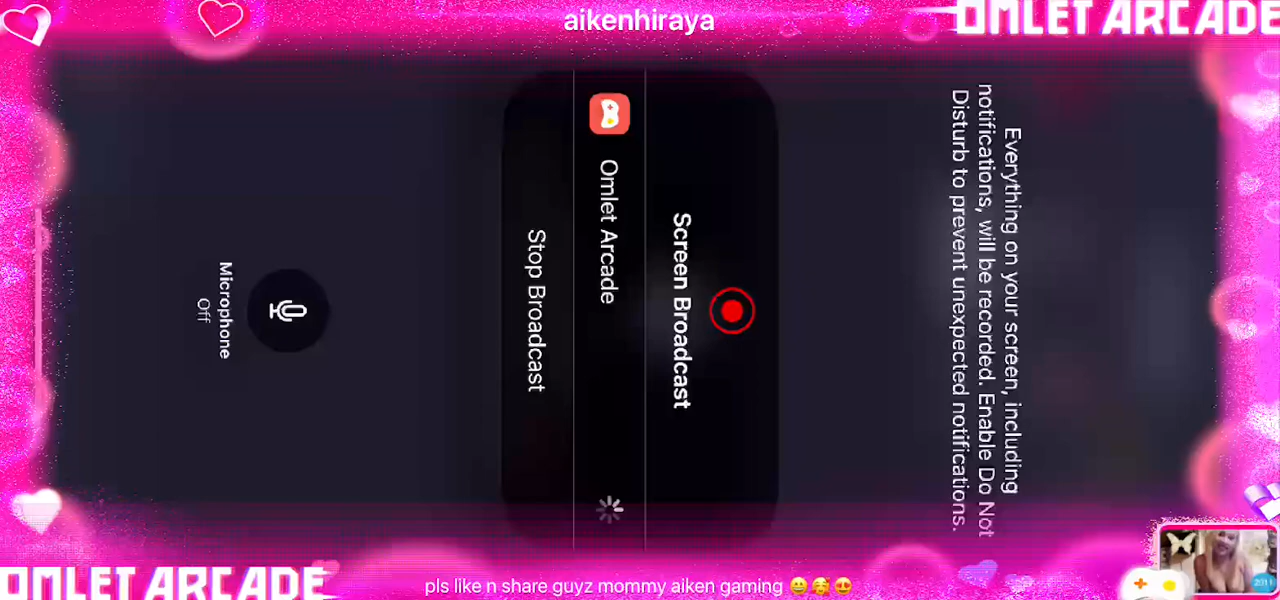 aikenhiraya
OMLET ARCADE
Everything on your screen, including
notifications, will be recorded. Enable Do Not
Disturb to prevent unexpected notifications.
Screen Broadcast
Omlet Arcade
Stop Broadcast
Microphone
Off
OMLET ARCADE
pls like n share guyz mommy aiken gaming 😀🥰😍